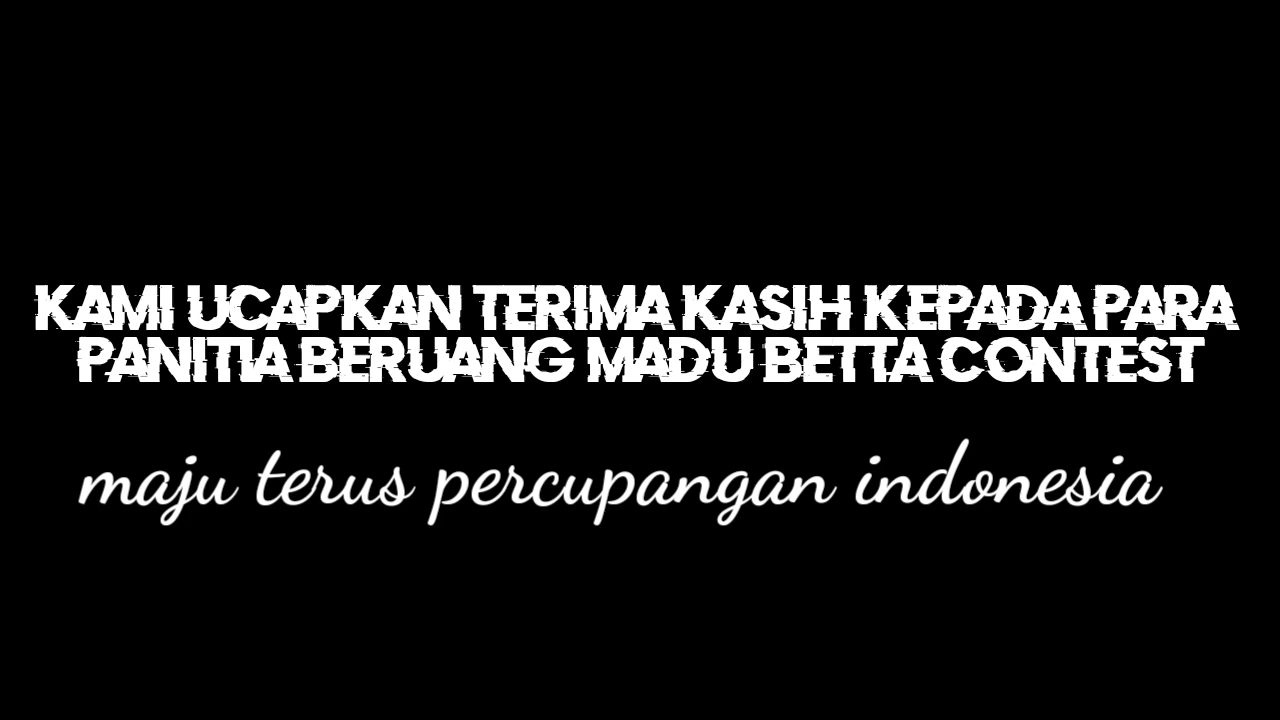 KAMI UCAPKAN TERIMA KASIH KEPADA PARA
PANITIA BERUANG MADU BETTA CONTEST
maju terus percupangan indonesia